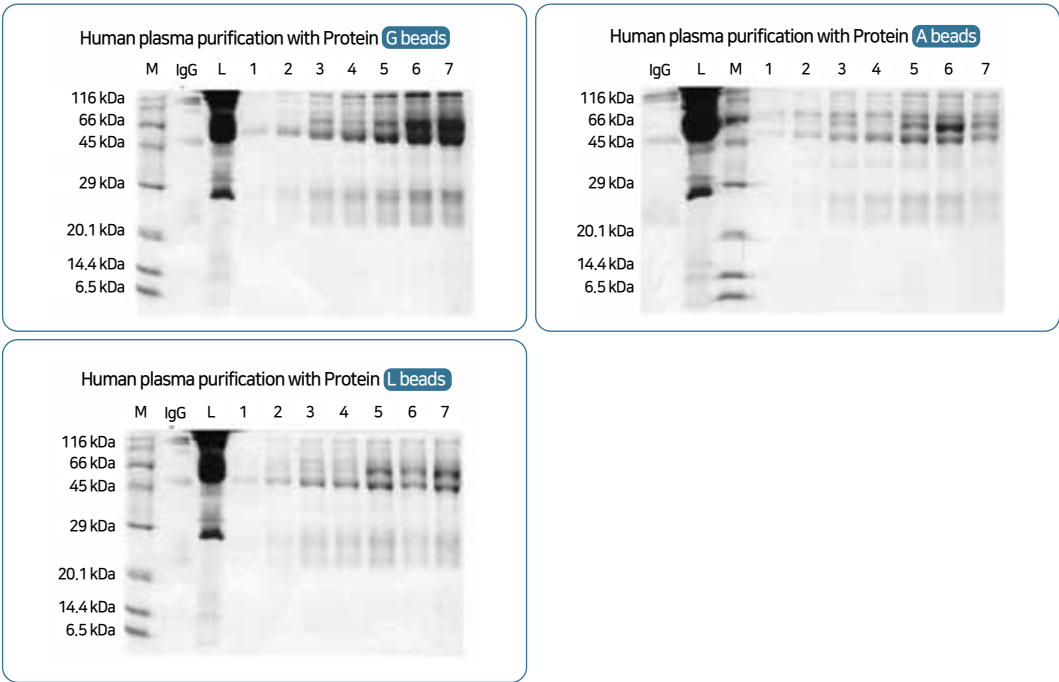 Human plasma purification with Protein G beads
M IgG L 1 2 3 4 5 6 7
116 kDa
66 kDa
45 kDa
29 kDa
20.1 kDa
14.4 kDa
6.5 kDa
Human plasma purification with Protein A beads
IgG L M 1 2 3 4 5 6 7
116 kDa
66 kDa
45 kDa
29 kDa
20.1 kDa
14.4 kDa
6.5 kDa
Human plasma purification with Protein L beads
M IgG L 1 2 3 4 5 6 7
116 kDa
66 kDa
45 kDa
29 kDa
20.1 kDa
14.4 kDa
6.5 kDa